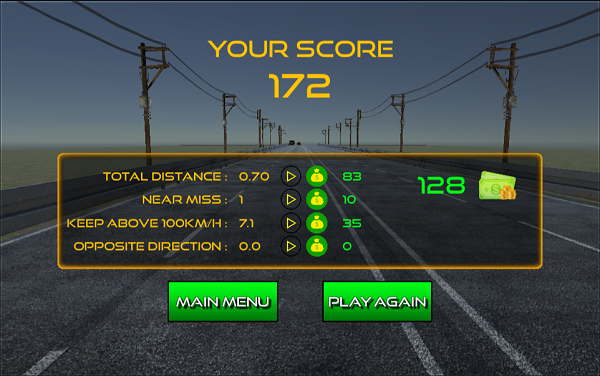 YOUR SCORE
172
TOTAL DISTANCE : 0.70 83
NEAR MISS : 1 10
KEEP ABOVE 100KM/H : 7.1 35
OPPOSITE DIRECTION : 0.0 0
128
MAIN MENU
PLAY AGAIN